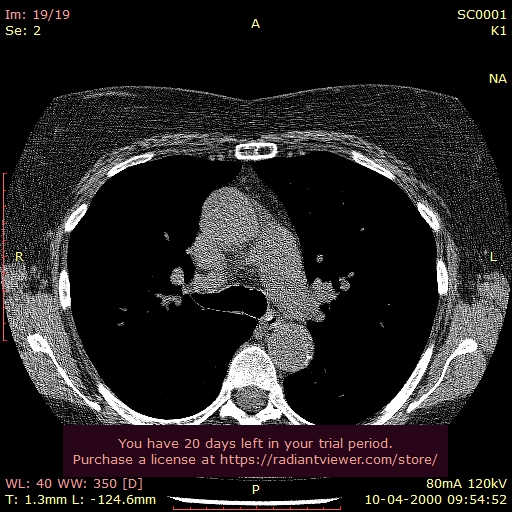 Im: 19/19
Se: 2
A
SC0001
K1
NA
R
L
You have 20 days left in your trial period.
Purchase a license at https://radiantviewer.com/store/
WL: 40 WW: 350 [D]
T: 1.3mm L: -124.6mm
P
80mA 120kV
10-04-2000 09:54:52